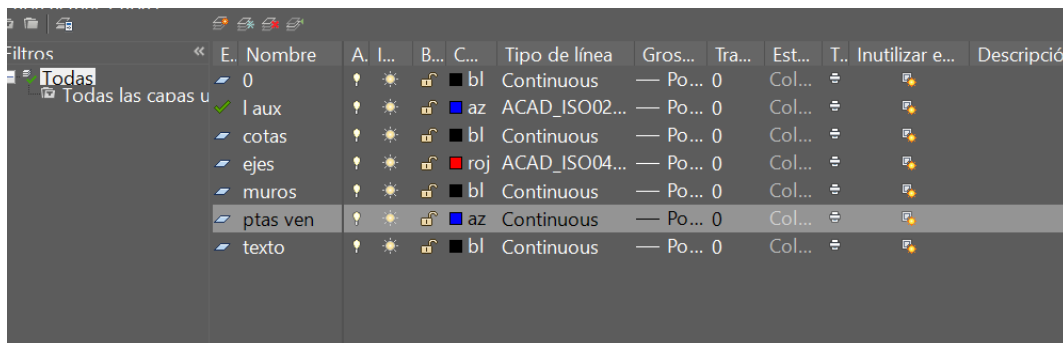 Filtros « E.. Nombre A. I... B... C... Tipo de línea Gros... Tra... Est... T.. Inutilizar e... Descripció
Todas
Todas las capas u
0 bl Continuous Po... 0 Col...
l aux az ACAD_ISO02... Po... 0 Col...
cotas bl Continuous Po... 0 Col...
ejes roj ACAD_ISO04... Po... 0 Col...
muros bl Continuous Po... 0 Col...
ptas ven az Continuous Po... 0 Col...
texto bl Continuous Po... 0 Col...